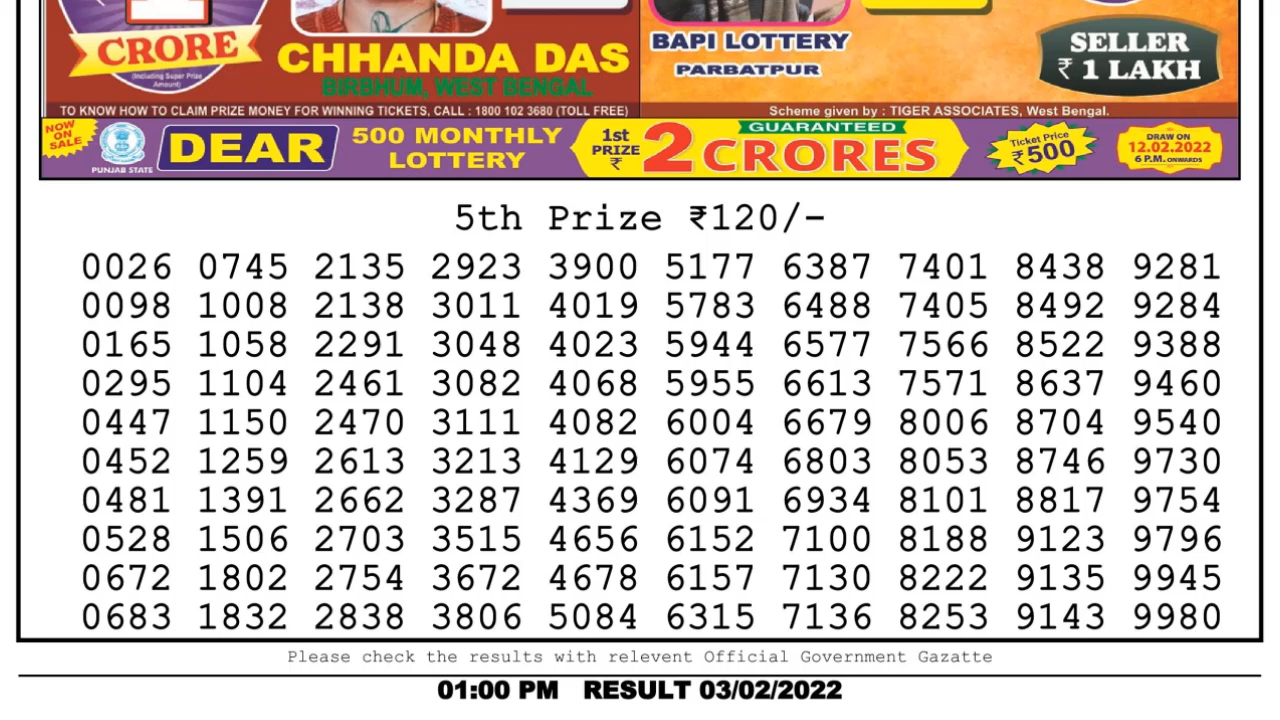 CRORE
(Including Super Prize
Amount)
CHHANDA DAS
BIRBHUM, WEST BENGAL
BAPI LOTTERY
PARBATPUR
SELLER
₹ 1 LAKH
TO KNOW HOW TO CLAIM PRIZE MONEY FOR WINNING TICKETS, CALL : 1800 102 3680 (TOLL FREE)
Scheme given by : TIGER ASSOCIATES, West Bengal.
NOW
ON
SALE
PUNJAB STATE
DEAR
500 MONTHLY
LOTTERY
1st
PRIZE
₹
2
GUARANTEED
CRORES
Ticket Price
₹500
DRAW ON
12.02.2022
6 P.M. ONWARDS
5th Prize ₹120/-
0026 0745 2135 2923 3900 5177 6387 7401 8438 9281
0098 1008 2138 3011 4019 5783 6488 7405 8492 9284
0165 1058 2291 3048 4023 5944 6577 7566 8522 9388
0295 1104 2461 3082 4068 5955 6613 7571 8637 9460
0447 1150 2470 3111 4082 6004 6679 8006 8704 9540
0452 1259 2613 3213 4129 6074 6803 8053 8746 9730
0481 1391 2662 3287 4369 6091 6934 8101 8817 9754
0528 1506 2703 3515 4656 6152 7100 8188 9123 9796
0672 1802 2754 3672 4678 6157 7130 8222 9135 9945
0683 1832 2838 3806 5084 6315 7136 8253 9143 9980
Please check the results with relevent Official Government Gazatte
01:00 PM RESULT 03/02/2022